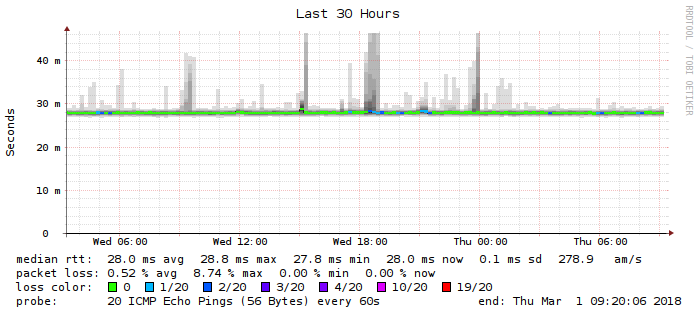 Last 30 Hours
RRDTOOL / TOBI OETIKER
Seconds
40 m
30 m
20 m
10 m
0
Wed 06:00 Wed 12:00 Wed 18:00 Thu 00:00 Thu 06:00
median rtt: 28.0 ms avg 28.8 ms max 27.8 ms min 28.0 ms now 0.1 ms sd 278.9 am/s
packet loss: 0.52 % avg 8.74 % max 0.00 % min 0.00 % now
loss color: 0 1/20 2/20 3/20 4/20 10/20 19/20
probe: 20 ICMP Echo Pings (56 Bytes) every 60s end: Thu Mar 1 09:20:06 2018